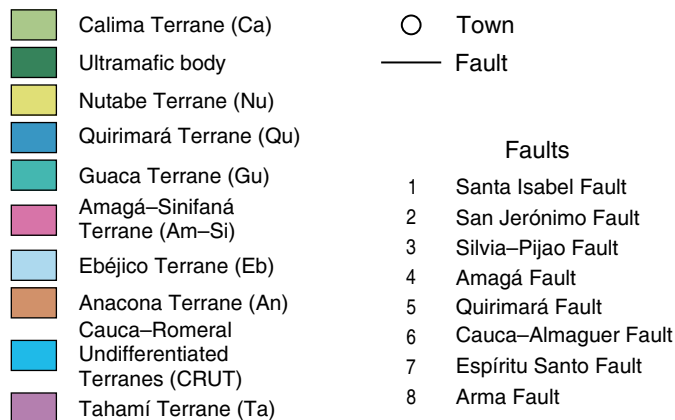 Calima Terrane (Ca)
Ultramafic body
Nutabe Terrane (Nu)
Quirimará Terrane (Qu)
Guaca Terrane (Gu)
Amagá–Sinifaná
Terrane (Am–Si)
Ebéjico Terrane (Eb)
Anacona Terrane (An)
Cauca–Romeral
Undifferentiated
Terranes (CRUT)
Tahamí Terrane (Ta)
Town
Fault
Faults
1 Santa Isabel Fault
2 San Jerónimo Fault
3 Silvia–Pijao Fault
4 Amagá Fault
5 Quirimará Fault
6 Cauca–Almaguer Fault
7 Espíritu Santo Fault
8 Arma Fault